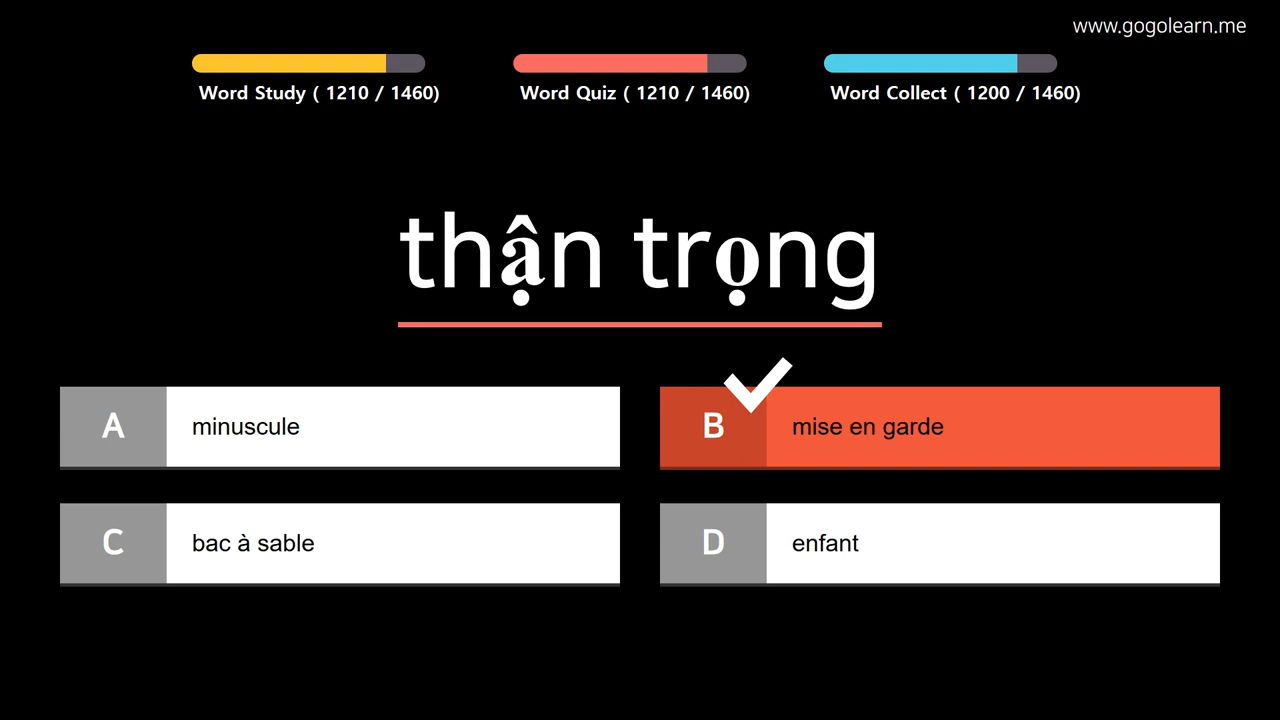 www.gogolearn.me
Word Study ( 1210 / 1460)
Word Quiz ( 1210 / 1460)
Word Collect ( 1200 / 1460)
thận trọng
A
minuscule
B
mise en garde
C
bac à sable
D
enfant